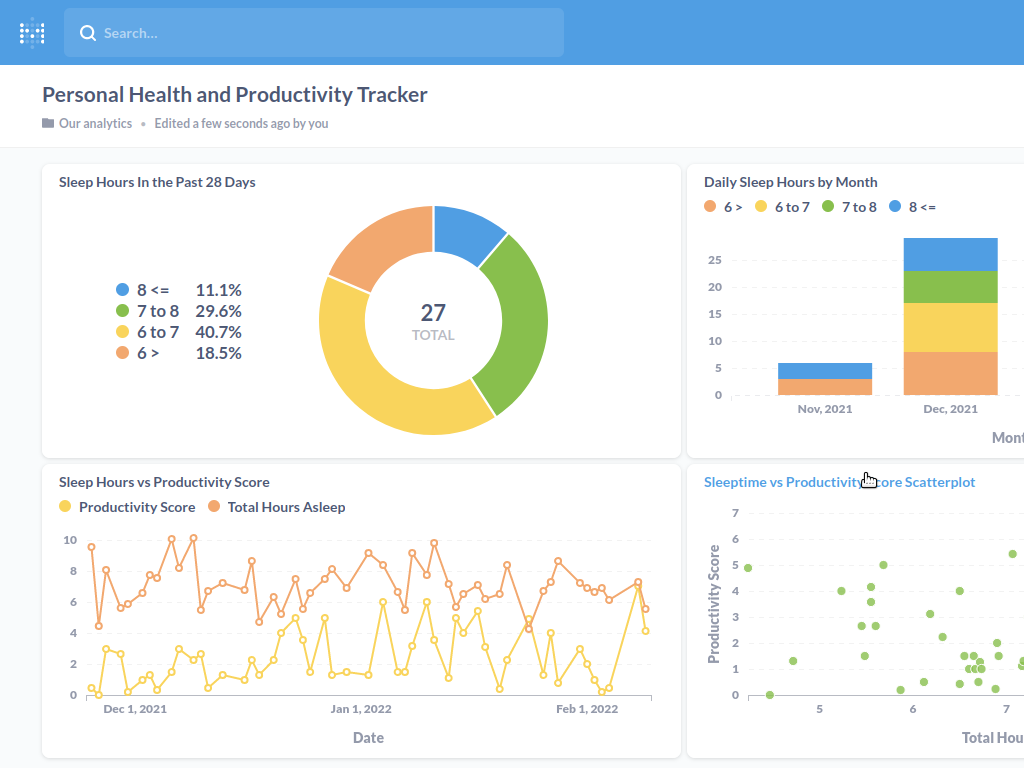 Search...
Personal Health and Productivity Tracker
Our analytics • Edited a few seconds ago by you
Sleep Hours In the Past 28 Days
8 <= 11.1%
7 to 8 29.6%
6 to 7 40.7%
6 > 18.5%
27
TOTAL
Daily Sleep Hours by Month
6 > 6 to 7 7 to 8 8 <=
25
20
15
10
5
0
Nov, 2021 Dec, 2021
Mont
Sleep Hours vs Productivity Score
Productivity Score Total Hours Asleep
10
8
6
4
2
0
Dec 1, 2021 Jan 1, 2022 Feb 1, 2022
Date
Sleeptime vs Productivity Score Scatterplot
Productivity Score
7
6
5
4
3
2
1
0
5 6 7
Total Hou